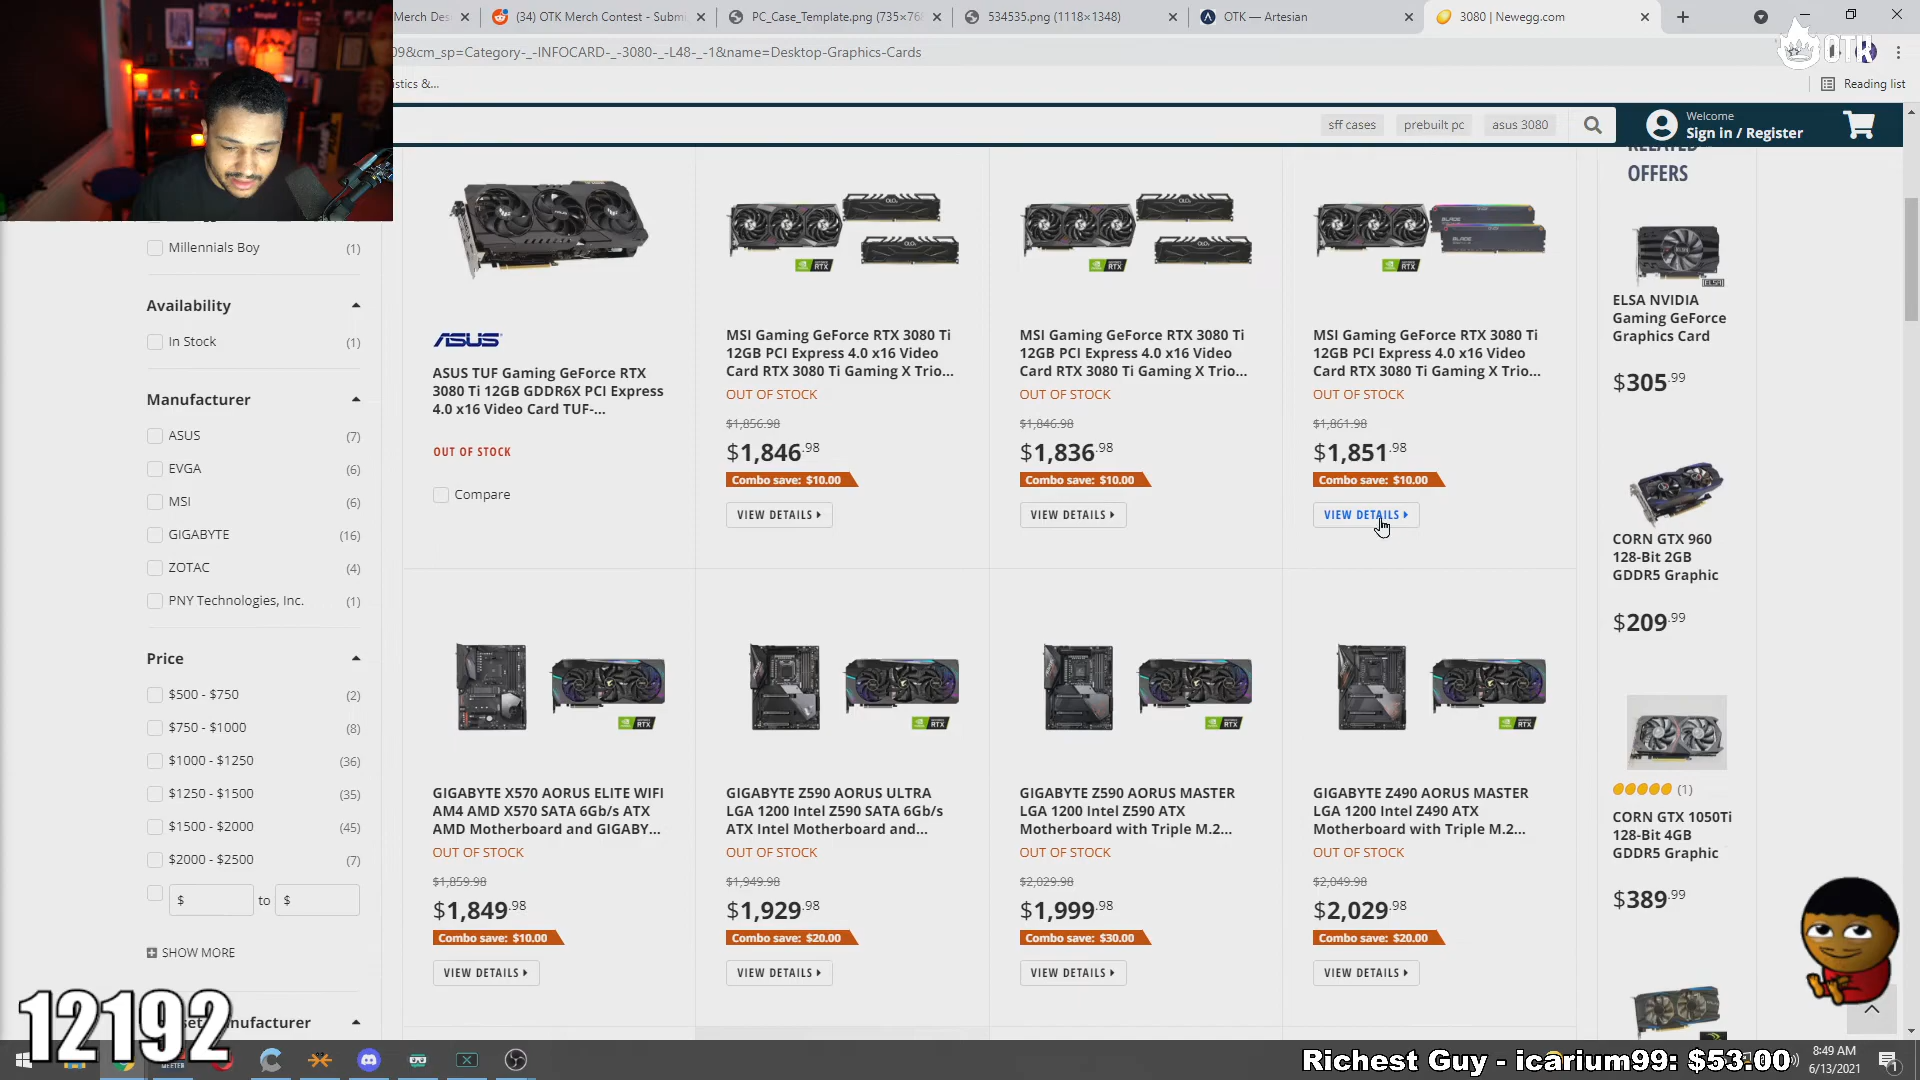 Merch Des
(34) OTK Merch Contest - Submi
PC_Case_Template.png (735×768
534535.png (1118×1348)
OTK — Artesian
3080 | Newegg.com
09&cm_sp=Category-_-INFOCARD-_-3080-_-L48-_-1&name=Desktop-Graphics-Cards
OTK
istics &...
Reading list
sff cases
prebuilt pc
asus 3080
Welcome
Sign in / Register
RELATED
OFFERS
Millennials Boy (1)
Availability
In Stock (1)
Manufacturer
ASUS (7)
EVGA (6)
MSI (6)
GIGABYTE (16)
ZOTAC (4)
PNY Technologies, Inc. (1)
Price
$500 - $750 (2)
$750 - $1000 (8)
$1000 - $1250 (36)
$1250 - $1500 (35)
$1500 - $2000 (45)
$2000 - $2500 (7)
$ to $
SHOW MORE
set Manufacturer
12192
ASUS
ASUS TUF Gaming GeForce RTX
3080 Ti 12GB GDDR6X PCI Express
4.0 x16 Video Card TUF-...
OUT OF STOCK
Compare
MSI Gaming GeForce RTX 3080 Ti
12GB PCI Express 4.0 x16 Video
Card RTX 3080 Ti Gaming X Trio...
OUT OF STOCK
$1,856.98
$1,846.98
Combo save: $10.00
VIEW DETAILS
MSI Gaming GeForce RTX 3080 Ti
12GB PCI Express 4.0 x16 Video
Card RTX 3080 Ti Gaming X Trio...
OUT OF STOCK
$1,846.98
$1,836.98
Combo save: $10.00
VIEW DETAILS
MSI Gaming GeForce RTX 3080 Ti
12GB PCI Express 4.0 x16 Video
Card RTX 3080 Ti Gaming X Trio...
OUT OF STOCK
$1,861.98
$1,851.98
Combo save: $10.00
VIEW DETAILS
GIGABYTE X570 AORUS ELITE WIFI
AM4 AMD X570 SATA 6Gb/s ATX
AMD Motherboard and GIGABY...
OUT OF STOCK
$1,859.98
$1,849.98
Combo save: $10.00
VIEW DETAILS
GIGABYTE Z590 AORUS ULTRA
LGA 1200 Intel Z590 SATA 6Gb/s
ATX Intel Motherboard and...
OUT OF STOCK
$1,949.98
$1,929.98
Combo save: $20.00
VIEW DETAILS
GIGABYTE Z590 AORUS MASTER
LGA 1200 Intel Z590 ATX
Motherboard with Triple M.2...
OUT OF STOCK
$2,029.98
$1,999.98
Combo save: $30.00
VIEW DETAILS
GIGABYTE Z490 AORUS MASTER
LGA 1200 Intel Z490 ATX
Motherboard with Triple M.2...
OUT OF STOCK
$2,049.98
$2,029.98
Combo save: $20.00
VIEW DETAILS
ELSA NVIDIA
Gaming GeForce
Graphics Card
$305.99
CORN GTX 960
128-Bit 2GB
GDDR5 Graphic
$209.99
(1)
CORN GTX 1050Ti
128-Bit 4GB
GDDR5 Graphic
$389.99
Richest Guy - icarium99: $53.00
8:49 AM
6/13/2021